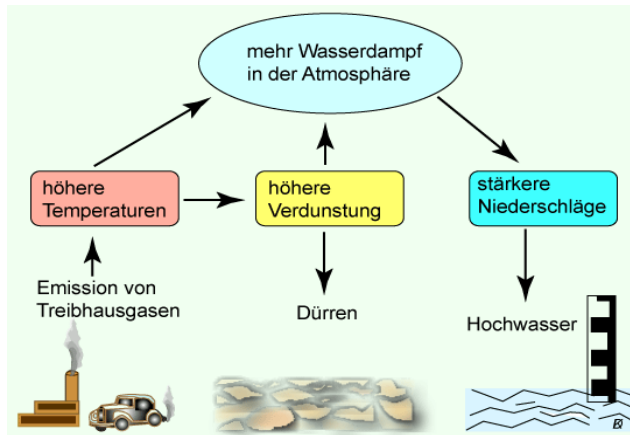 mehr Wasserdampf
in der Atmosphäre
höhere
Temperaturen
höhere
Verdunstung
stärkere
Niederschläge
Emission von
Treibhausgasen
Dürren
Hochwasser